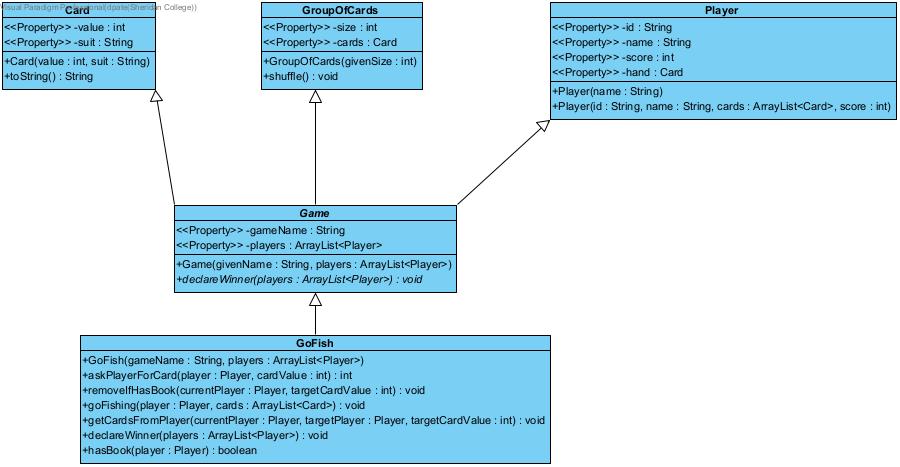 Visual Paradigm Professional(dpate(Sheridan College))
Card
<<Property>> -value : int
<<Property>> -suit : String
+Card(value : int, suit : String)
+toString() : String
GroupOfCards
<<Property>> -size : int
<<Property>> -cards : Card
+GroupOfCards(givenSize : int)
+shuffle() : void
Player
<<Property>> -id : String
<<Property>> -name : String
<<Property>> -score : int
<<Property>> -hand : Card
+Player(name : String)
+Player(id : String, name : String, cards : ArrayList<Card>, score : int)
Game
<<Property>> -gameName : String
<<Property>> -players : ArrayList<Player>
+Game(givenName : String, players : ArrayList<Player>)
+declareWinner(players : ArrayList<Player>) : void
GoFish
+GoFish(gameName : String, players : ArrayList<Player>)
+askPlayerForCard(player : Player, cardValue : int) : int
+removeIfHasBook(currentPlayer : Player, targetCardValue : int) : void
+goFishing(player : Player, cards : ArrayList<Card>) : void
+getCardsFromPlayer(currentPlayer : Player, targetPlayer : Player, targetCardValue : int) : void
+declareWinner(players : ArrayList<Player>) : void
+hasBook(player : Player) : boolean